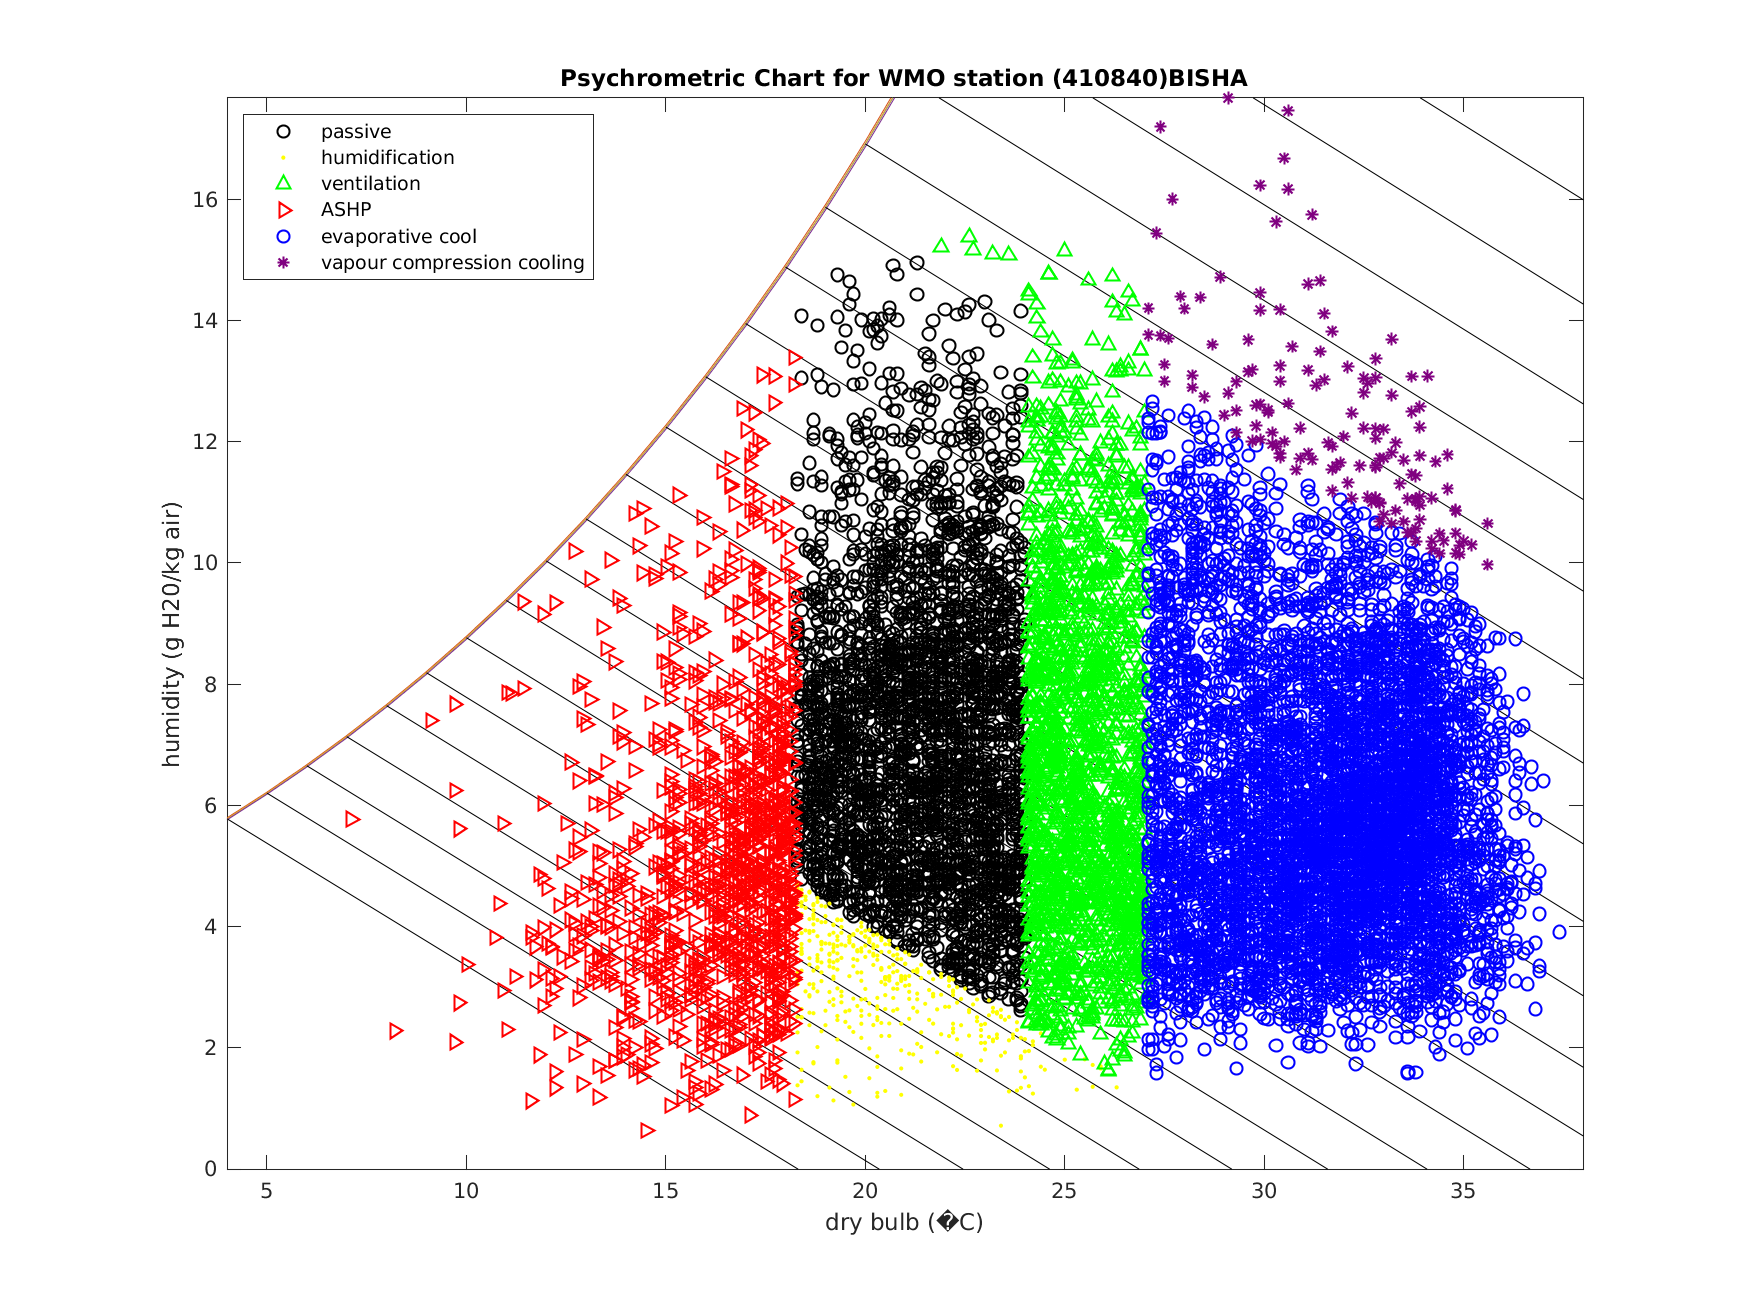 Psychrometric Chart for WMO station (410840)BISHA
passive
humidification
ventilation
ASHP
evaporative cool
vapour compression cooling
humidity (g H20/kg air)
16
14
12
10
8
6
4
2
0
5 10 15 20 25 30 35
dry bulb (�C)